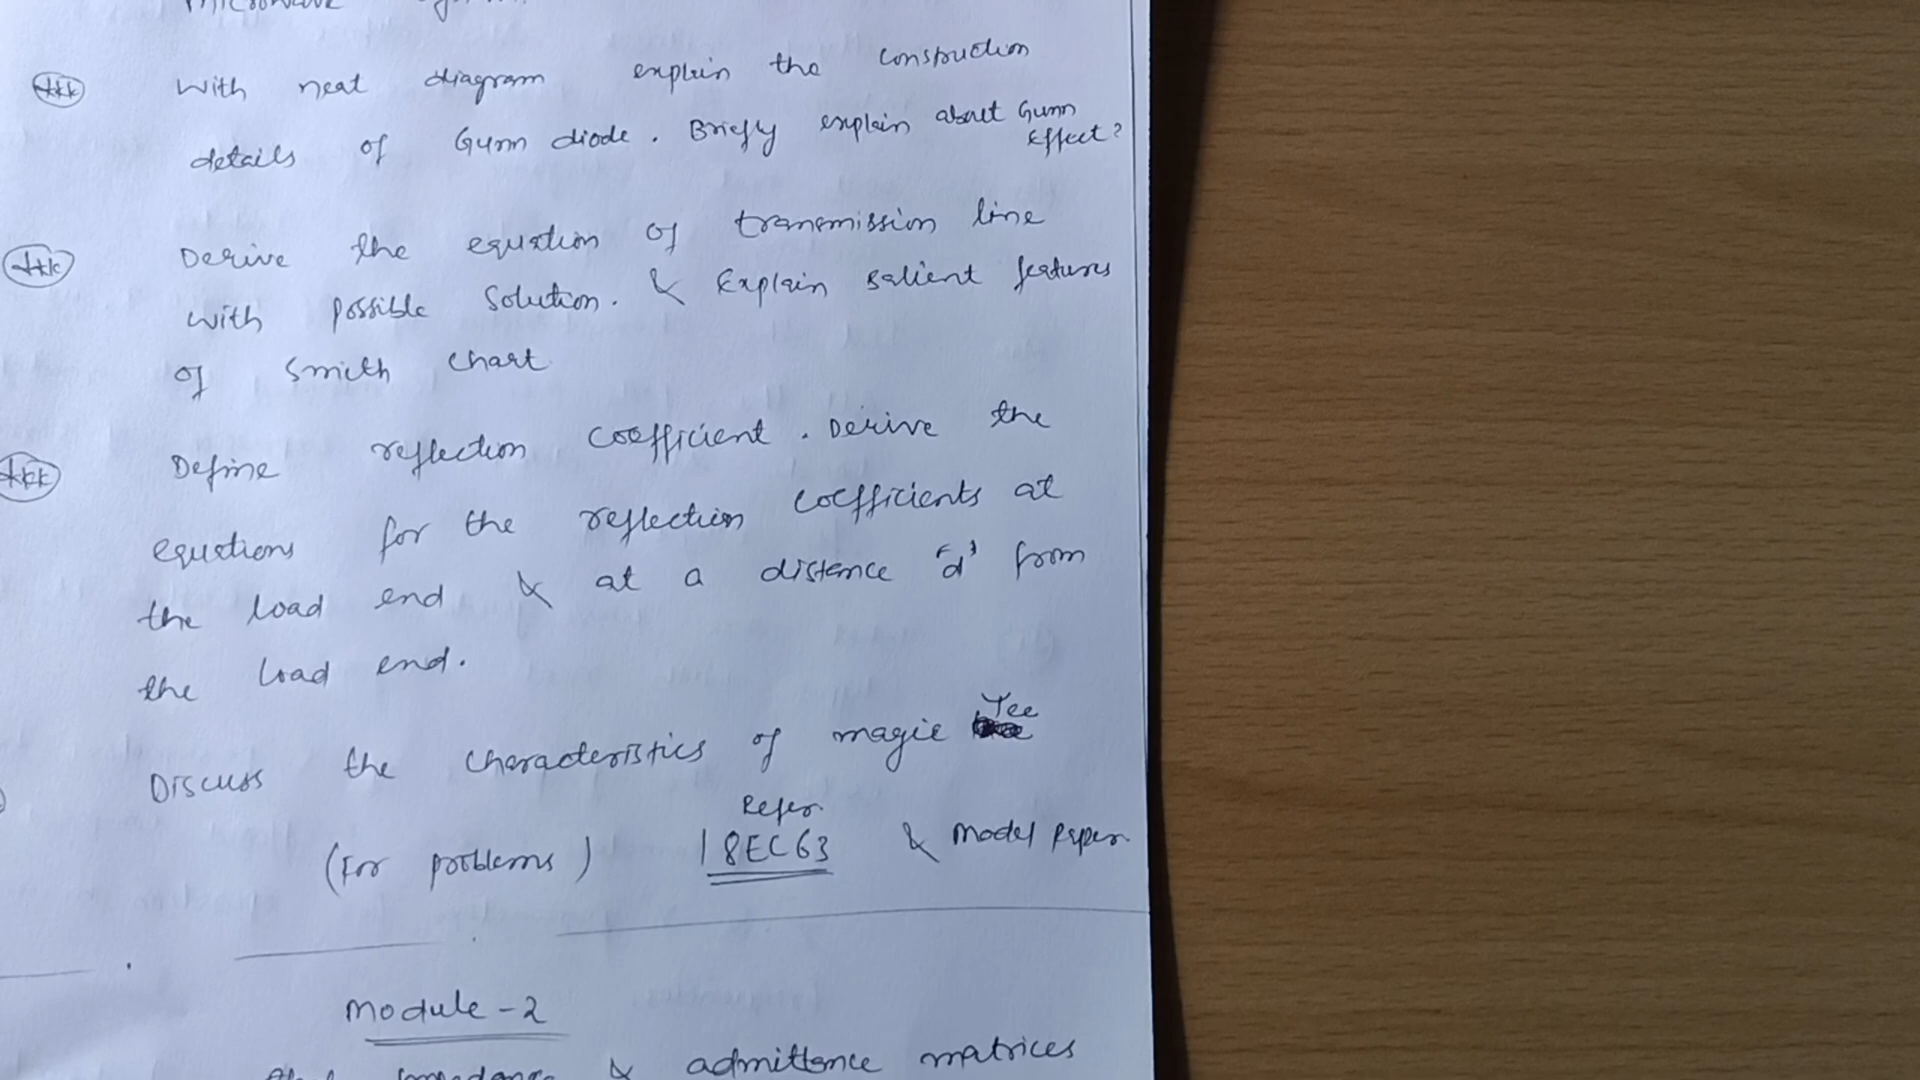 *** With neat diagram explain the construction
details of Gunn diode. Briefly explain about Gunn
Effect?
*** Derive the equation of transmission line
with possible solution. & Explain salient features
of smith chart
*** Define reflection coefficient. Derive the
equations for the reflection coefficients at
the load end & at a distance 'd' from
the load end.
Discuss the characteristics of magic Tee
Refer
(For problems) 18EC63 & Model Paper.
Module-2
& admittance matrices